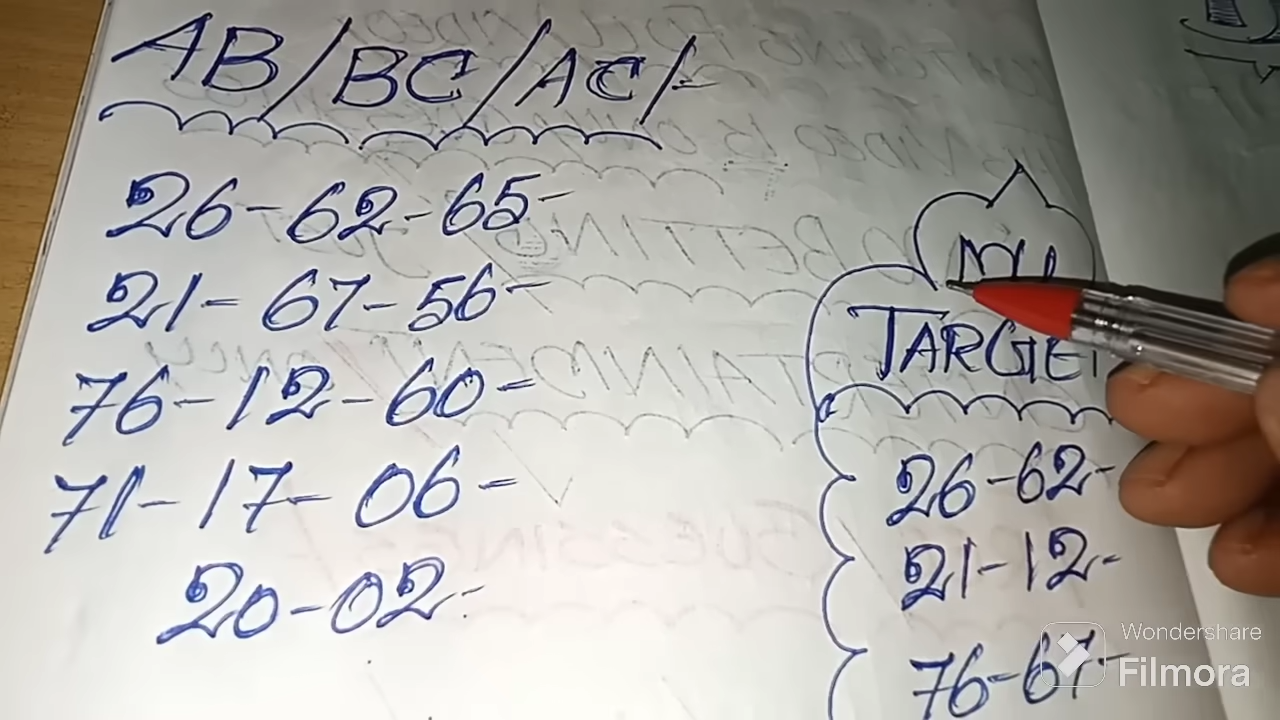 AB/BC/AC/-
26-62-65-
21-67-56-
76-12-60-
71-17-06-
20-02-
MY
TARGET
26-62-
21-12-
76-67-
Wondershare
Filmora